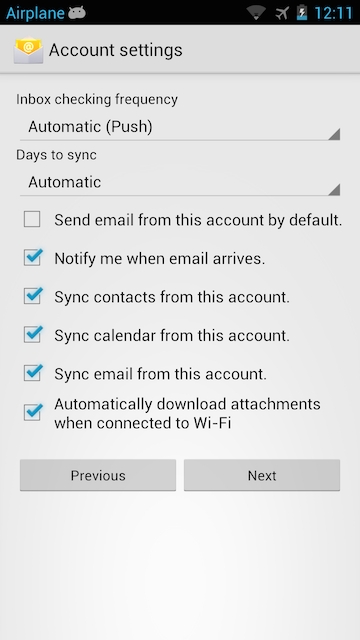 Airplane 12:11
Account settings
Inbox checking frequency
Automatic (Push)
Days to sync
Automatic
Send email from this account by default.
Notify me when email arrives.
Sync contacts from this account.
Sync calendar from this account.
Sync email from this account.
Automatically download attachments
when connected to Wi-Fi
Previous Next